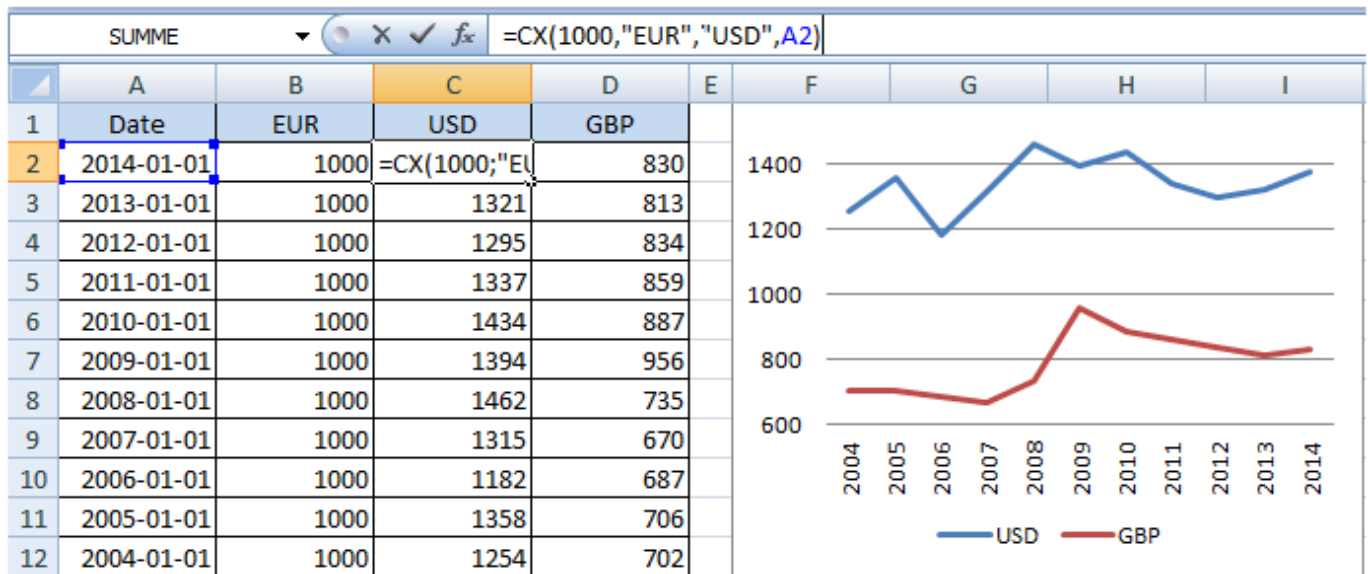 SUMME fx =CX(1000,"EUR","USD",A2)
A B C D E F G H I
1 Date EUR USD GBP
2 2014-01-01 1000 =CX(1000;"EU 830
3 2013-01-01 1000 1321 813
4 2012-01-01 1000 1295 834
5 2011-01-01 1000 1337 859
6 2010-01-01 1000 1434 887
7 2009-01-01 1000 1394 956
8 2008-01-01 1000 1462 735
9 2007-01-01 1000 1315 670
10 2006-01-01 1000 1182 687
11 2005-01-01 1000 1358 706
12 2004-01-01 1000 1254 702
1400
1200
1000
800
600
2004 2005 2006 2007 2008 2009 2010 2011 2012 2013 2014
USD GBP